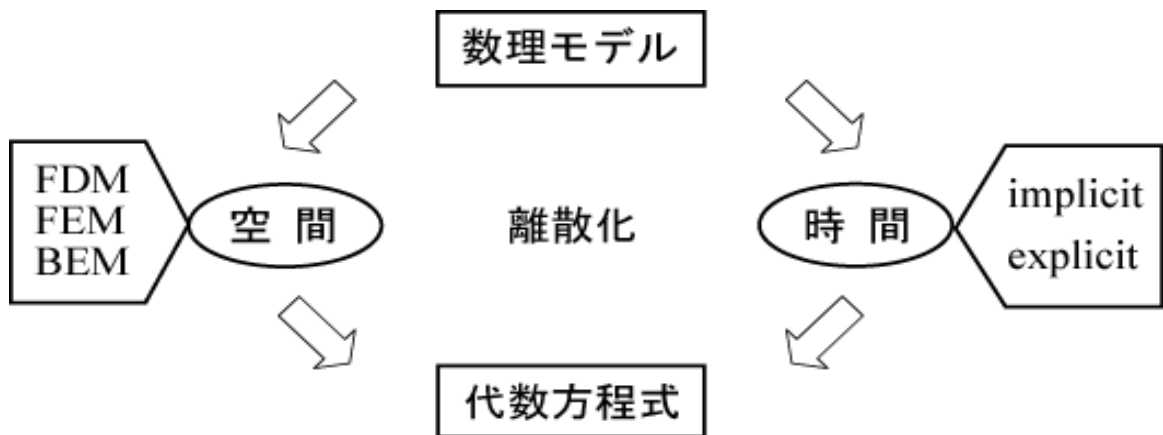 数理モデル
FDM
FEM
BEM
空間
離散化
時間
implicit
explicit
代数方程式